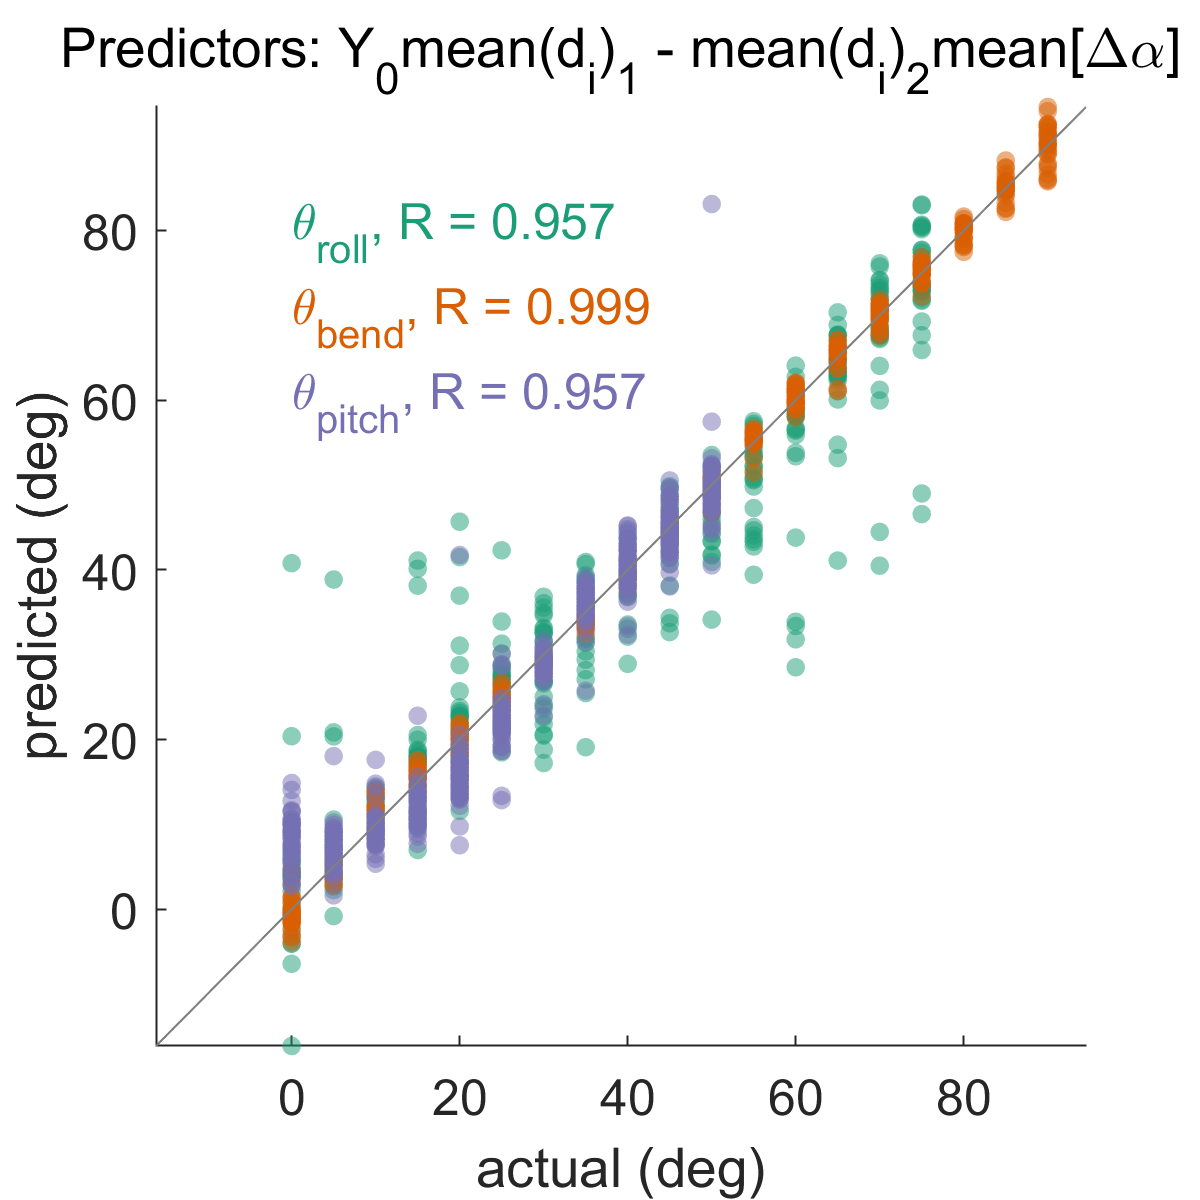 Predictors: Y₀mean(dᵢ)₁ - mean(dᵢ)₂mean[Δα]
θroll, R = 0.957
θbend, R = 0.999
θpitch, R = 0.957
predicted (deg)
80
60
40
20
0
0 20 40 60 80
actual (deg)